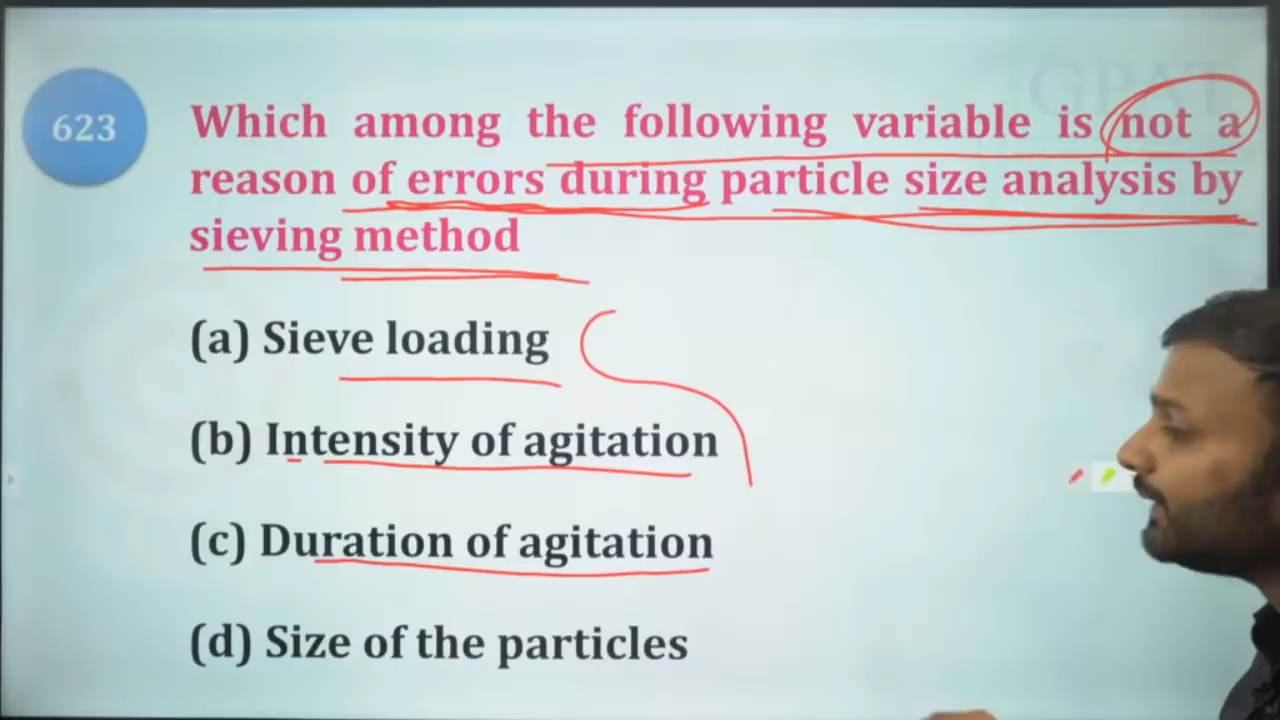 GPAT
623
Which among the following variable is not a
reason of errors during particle size analysis by
sieving method
(a) Sieve loading
(b) Intensity of agitation
(c) Duration of agitation
(d) Size of the particles